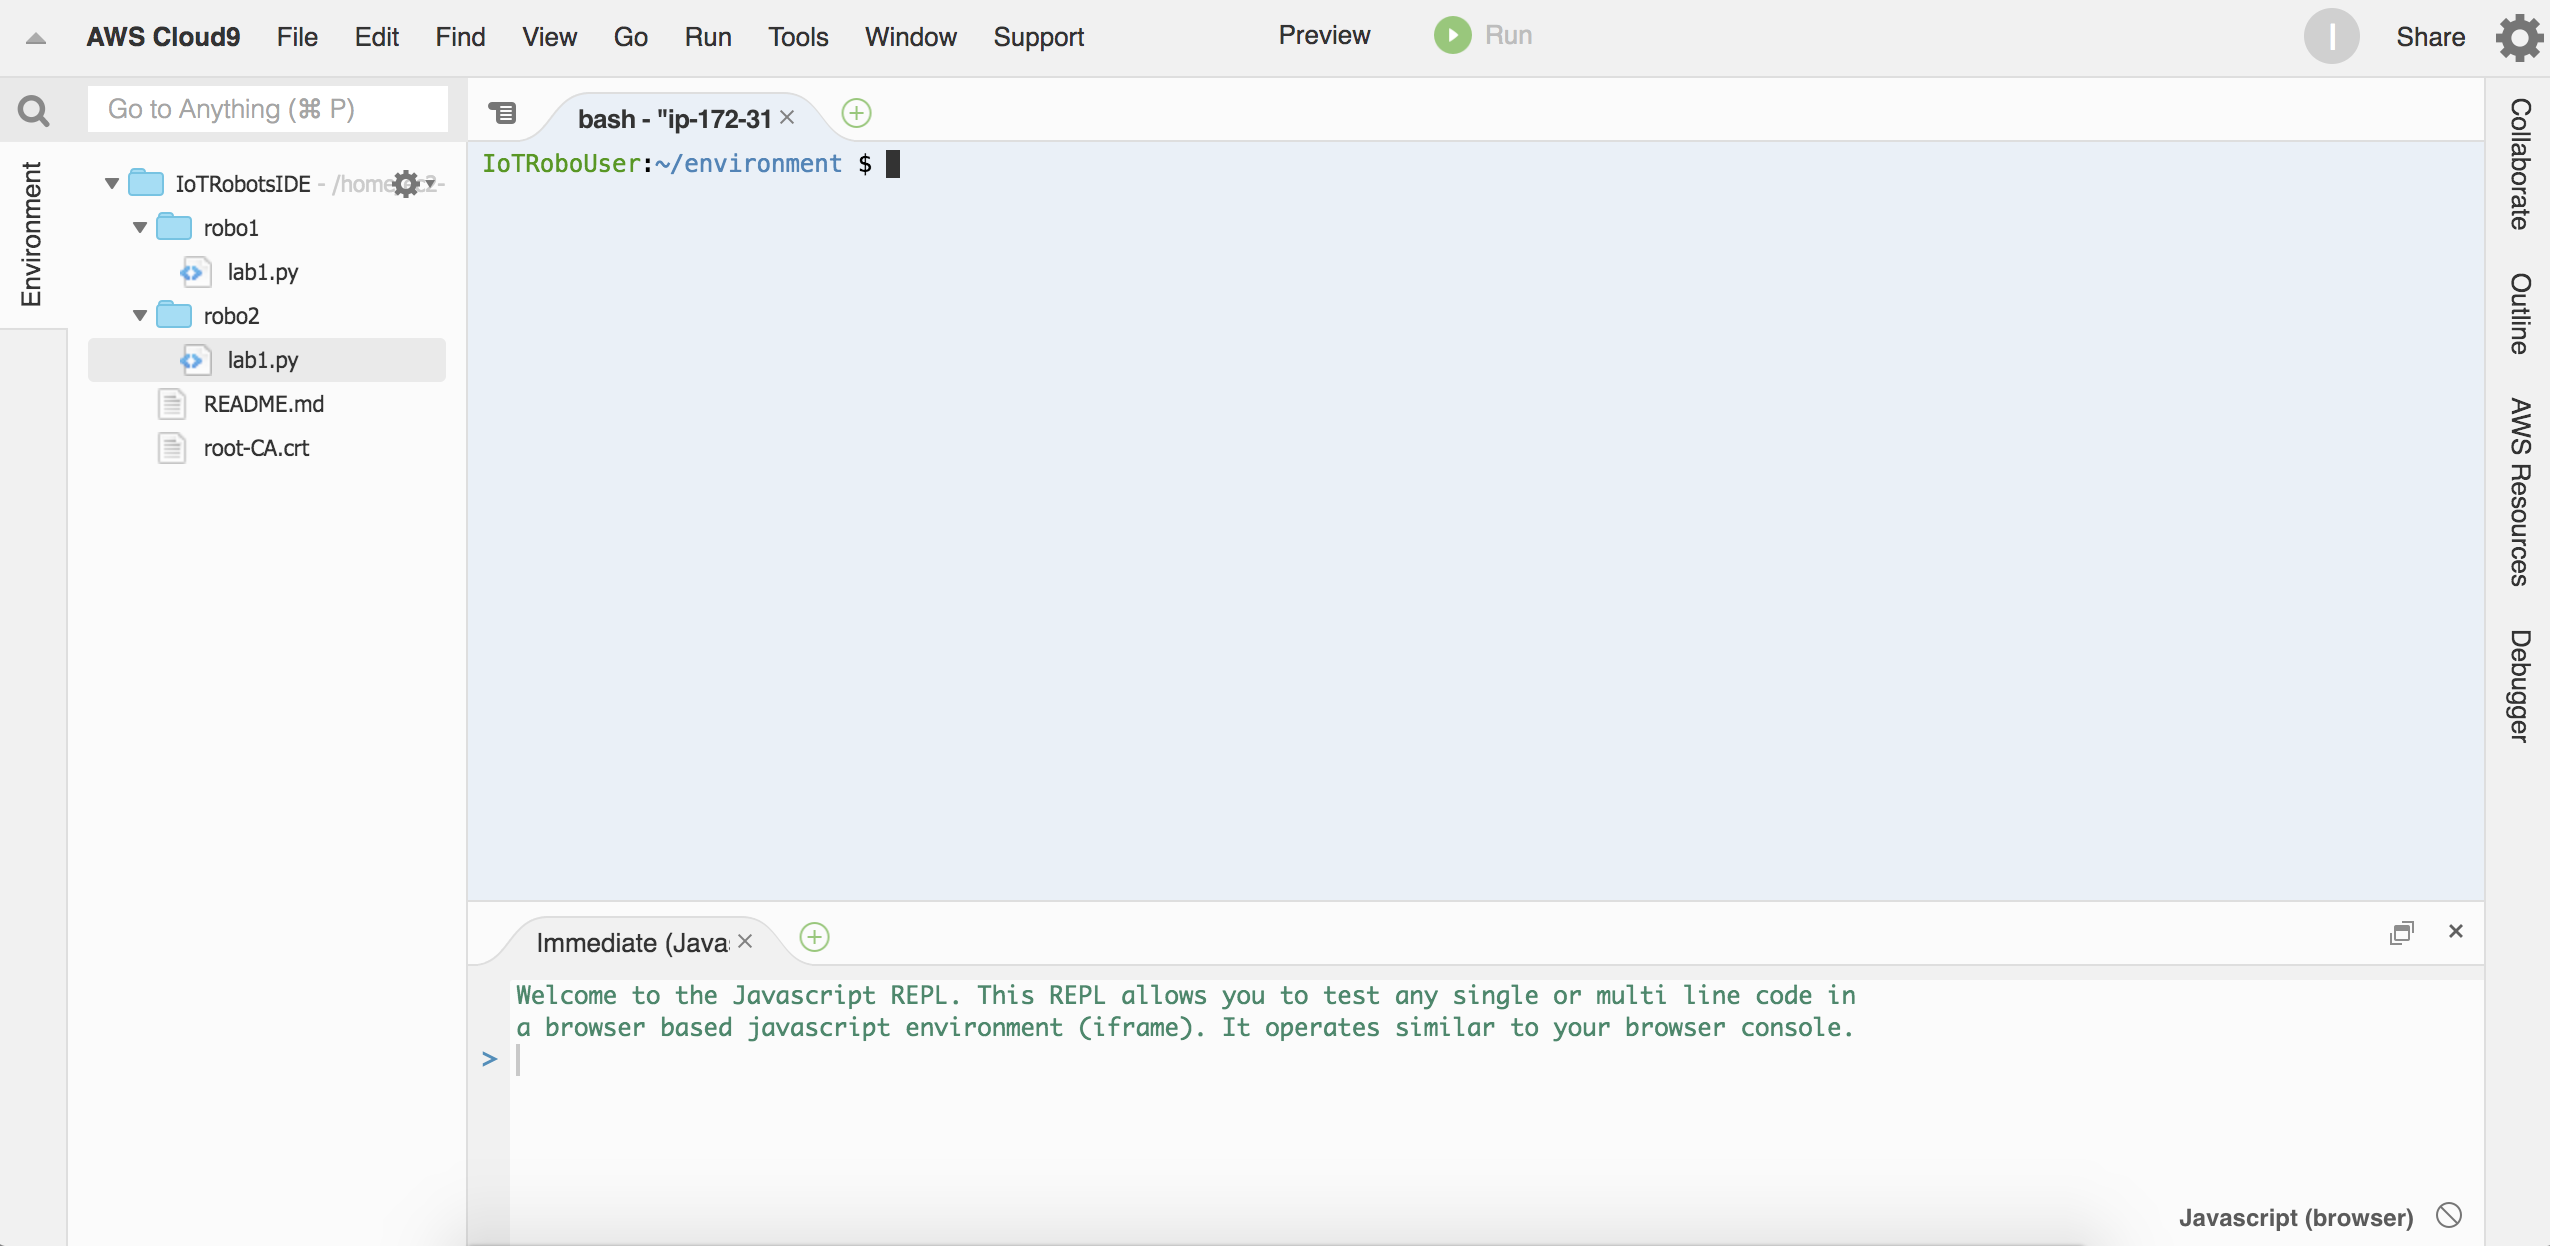 AWS Cloud9 File Edit Find View Go Run Tools Window Support Preview Run I Share
Go to Anything (⌘ P)
bash - "ip-172-31
Environment
IoTRobotsIDE - /home
robo1
lab1.py
robo2
lab1.py
README.md
root-CA.crt
IoTRoboUser:~/environment $
Immediate (Java
Welcome to the Javascript REPL. This REPL allows you to test any single or multi line code in
a browser based javascript environment (iframe). It operates similar to your browser console.
>
Javascript (browser)
Collaborate
Outline
AWS Resources
Debugger